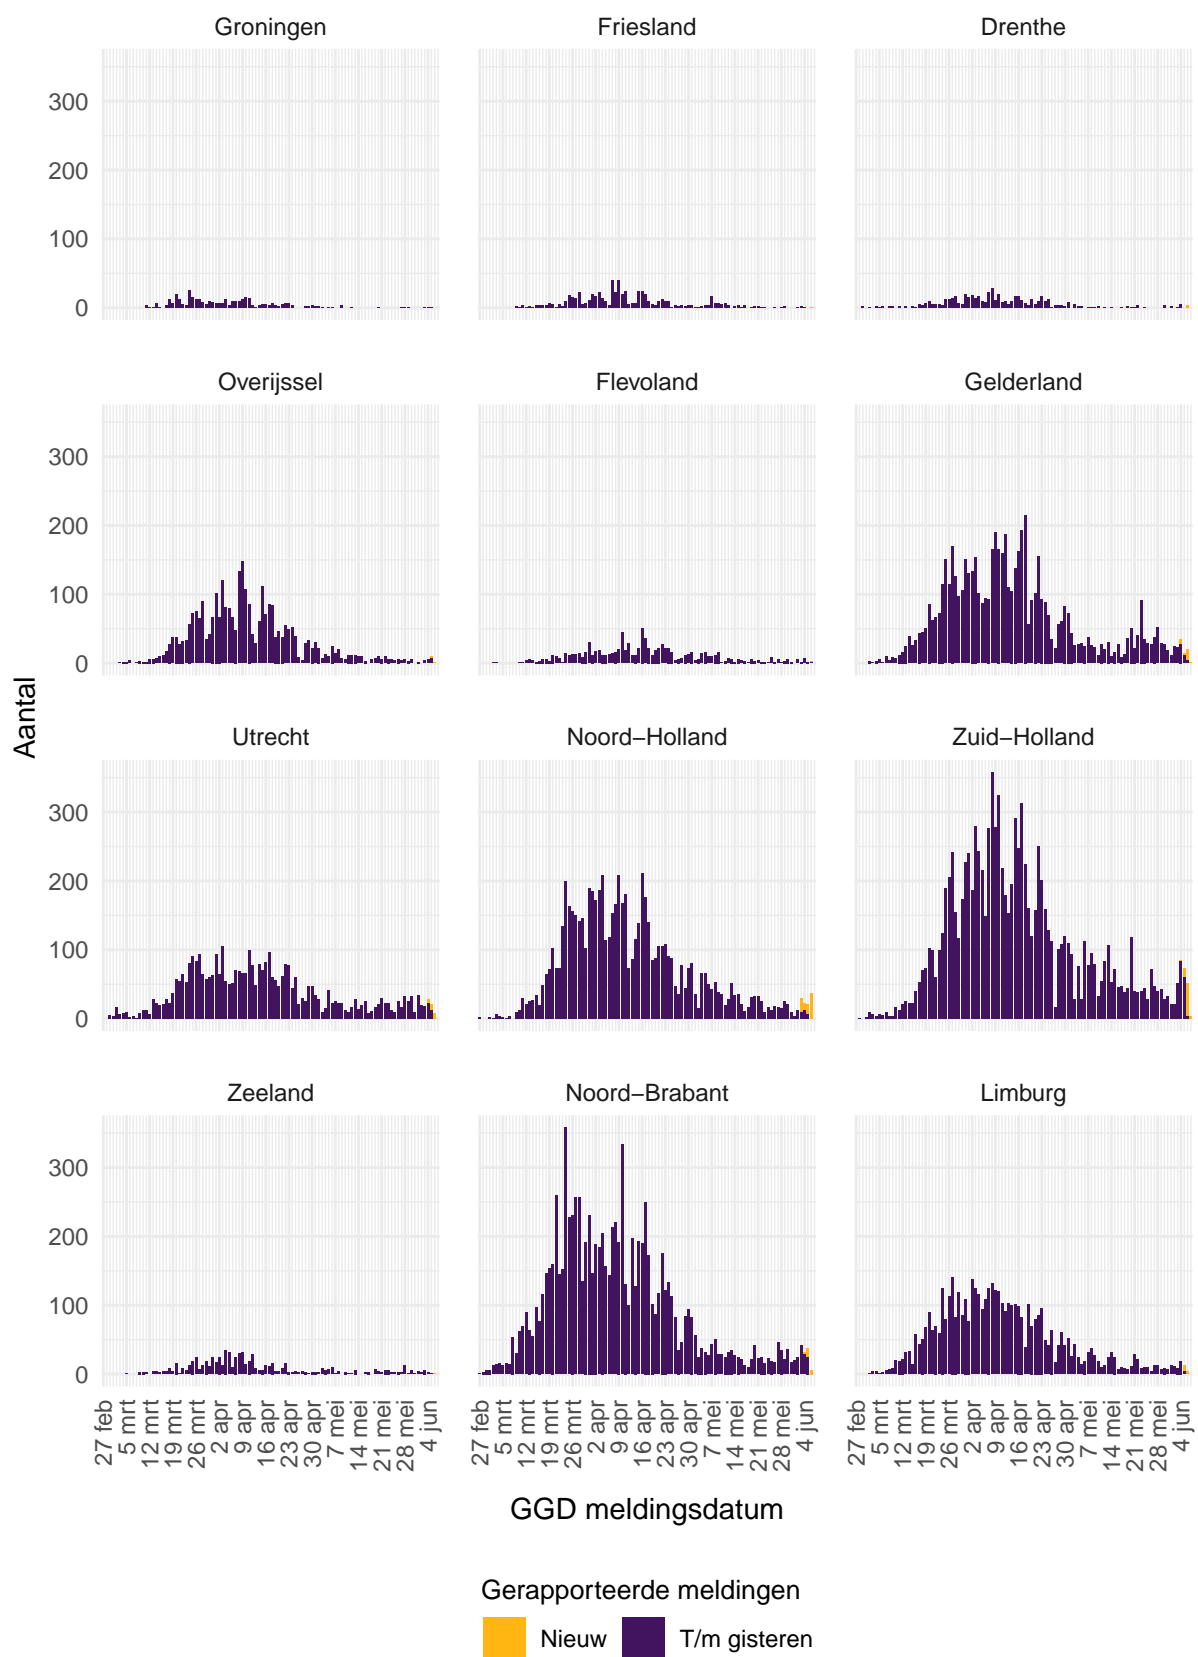 Groningen Friesland Drenthe
300
200
100
0
Overijssel Flevoland Gelderland
300
200
100
0
Aantal
Utrecht Noord–Holland Zuid–Holland
300
200
100
0
Zeeland Noord–Brabant Limburg
300
200
100
0
27 feb 5 mrt 12 mrt 19 mrt 26 mrt 2 apr 9 apr 16 apr 23 apr 30 apr 7 mei 14 mei 21 mei 28 mei 4 jun 27 feb 5 mrt 12 mrt 19 mrt 26 mrt 2 apr 9 apr 16 apr 23 apr 30 apr 7 mei 14 mei 21 mei 28 mei 4 jun 27 feb 5 mrt 12 mrt 19 mrt 26 mrt 2 apr 9 apr 16 apr 23 apr 30 apr 7 mei 14 mei 21 mei 28 mei 4 jun
GGD meldingsdatum
Gerapporteerde meldingen
Nieuw T/m gisteren